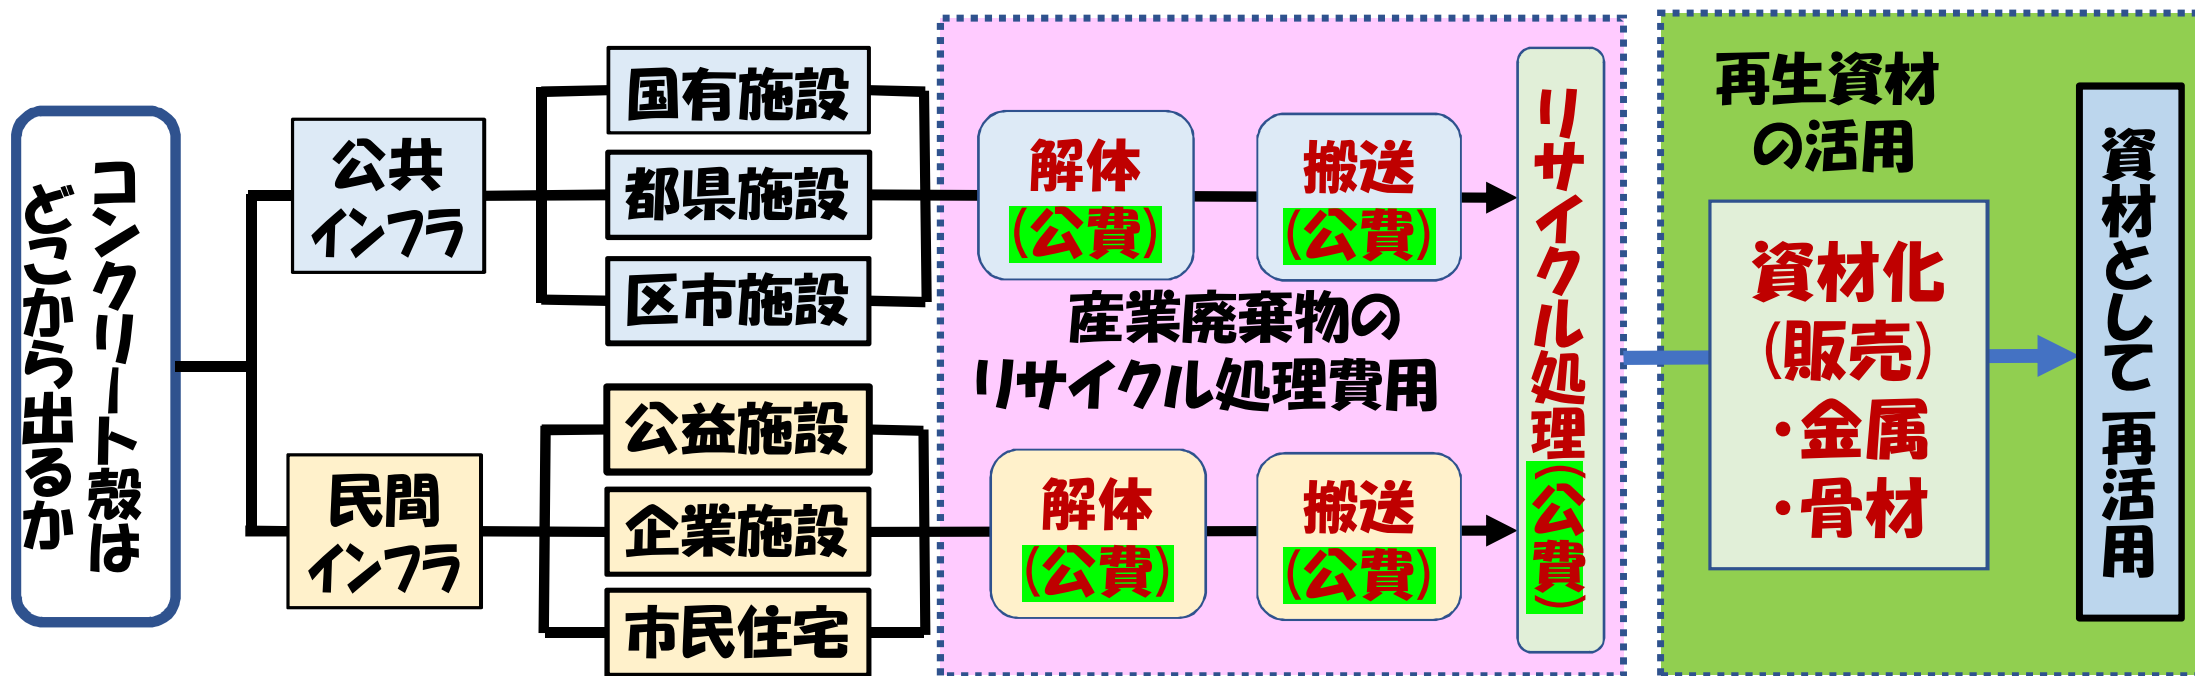 コンクリート殻は
どこから出るか
公共
インフラ
民間
インフラ
国有施設
都県施設
区市施設
公益施設
企業施設
市民住宅
解体
(公費)
搬送
(公費)
産業廃棄物の
リサイクル処理費用
解体
(公費)
搬送
(公費)
リサイクル処理(公費)
再生資材
の活用
資材化
(販売)
・金属
・骨材
資材として 再活用